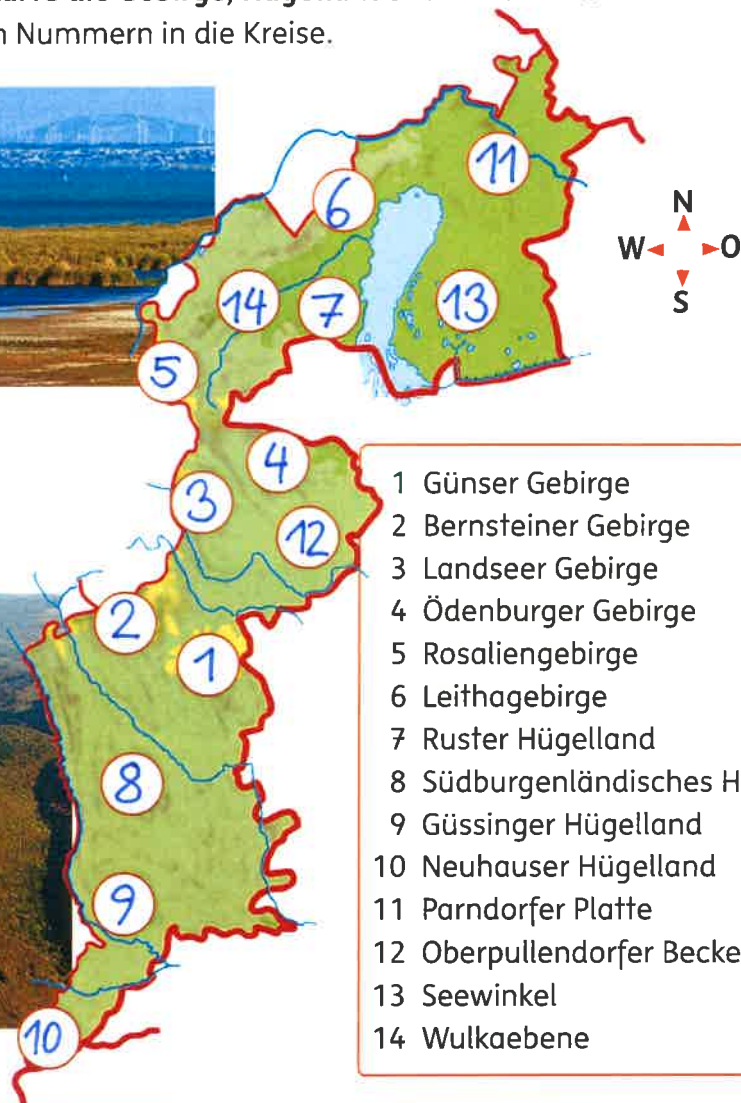 n Nummern in die Kreise.
11
6
N
W
O
S
14
7
13
5
4
3
12
2
1
8
9
10
1 Günser Gebirge
2 Bernsteiner Gebirge
3 Landseer Gebirge
4 Ödenburger Gebirge
5 Rosaliengebirge
6 Leithagebirge
7 Ruster Hügelland
8 Südburgenländisches H
9 Güssinger Hügelland
10 Neuhauser Hügelland
11 Parndorfer Platte
12 Oberpullendorfer Becke
13 Seewinkel
14 Wulkaebene